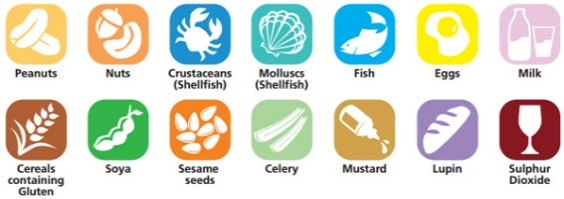 Peanuts
Nuts
Crustaceans
(Shellfish)
Molluscs
(Shellfish)
Fish
Eggs
Milk
Cereals
containing
Gluten
Soya
Sesame
seeds
Celery
Mustard
Lupin
Sulphur
Dioxide